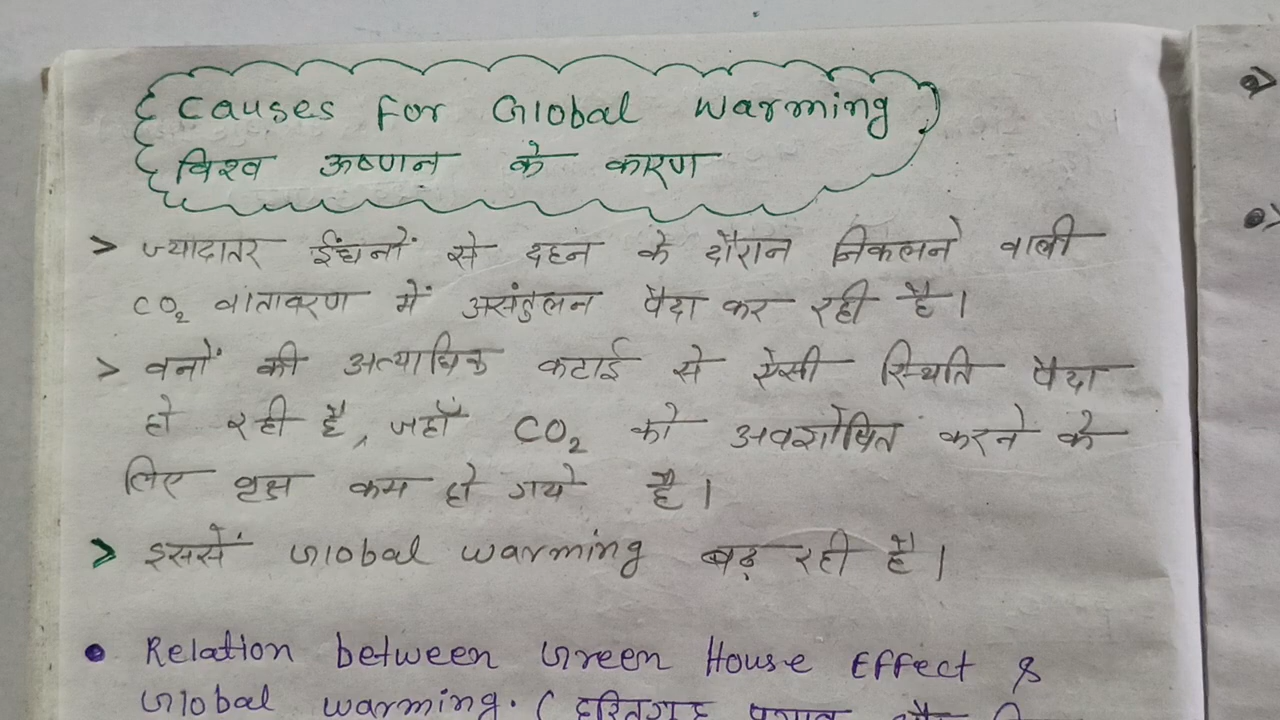 Causes For Global Warming
विश्व ऊष्णन के कारण
> ज्यादातर ईंधनों से दहन के दौरान निकलने वाली
CO₂ वातावरण में असंतुलन पैदा कर रही है।
> वनों की अत्याधिक कटाई से ऐसी स्थिति पैदा
हो रही है, जहाँ CO₂ को अवशोषित करने के
लिए वृक्ष कम हो गये है।
> इससें Global warming बढ़ रही है।
• Relation between Green House Effect &
Global warming. ( हरितगृह